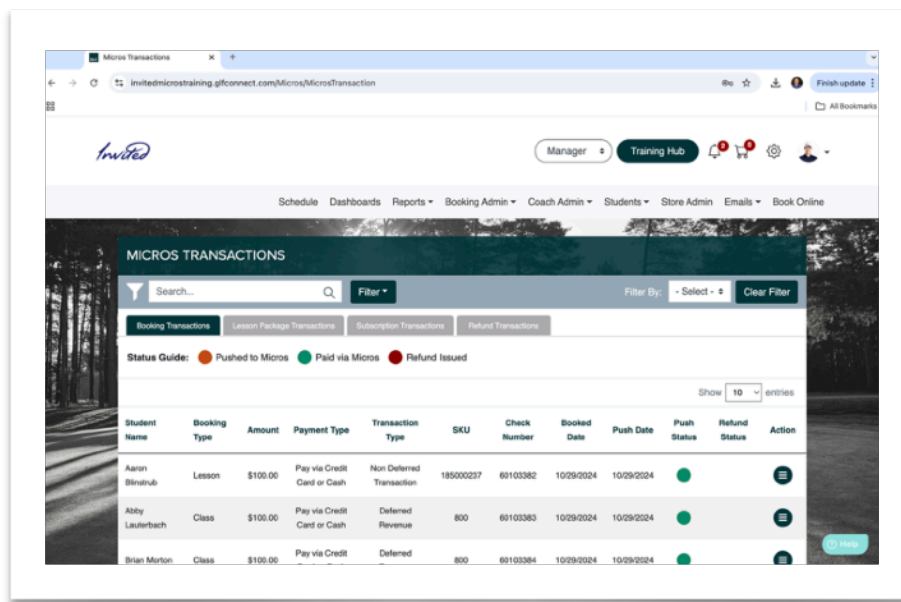 Micros Transactions
invitedmicrostraining.glfconnect.com/Micros/MicrosTransaction
Finish update
All Bookmarks
Invited
Manager
Training Hub
Schedule Dashboards Reports Booking Admin Coach Admin Students Store Admin Emails Book Online
MICROS TRANSACTIONS
Search...
Filter
Filter By:
- Select -
Clear Filter
Booking Transactions
Lesson Package Transactions
Subscription Transactions
Refund Transactions
Status Guide: Pushed to Micros Paid via Micros Refund Issued
Show 10 entries
Student Name Booking Type Amount Payment Type Transaction Type SKU Check Number Booked Date Push Date Push Status Refund Status Action
Aaron Blinstrub Lesson $100.00 Pay via Credit Card or Cash Non Deferred Transaction 185000237 60103382 10/29/2024 10/29/2024
Abby Lauterbach Class $100.00 Pay via Credit Card or Cash Deferred Revenue 800 60103383 10/29/2024 10/29/2024
Brian Morton Class $100.00 Pay via Credit Deferred 800 60103384 10/29/2024 10/29/2024
Help